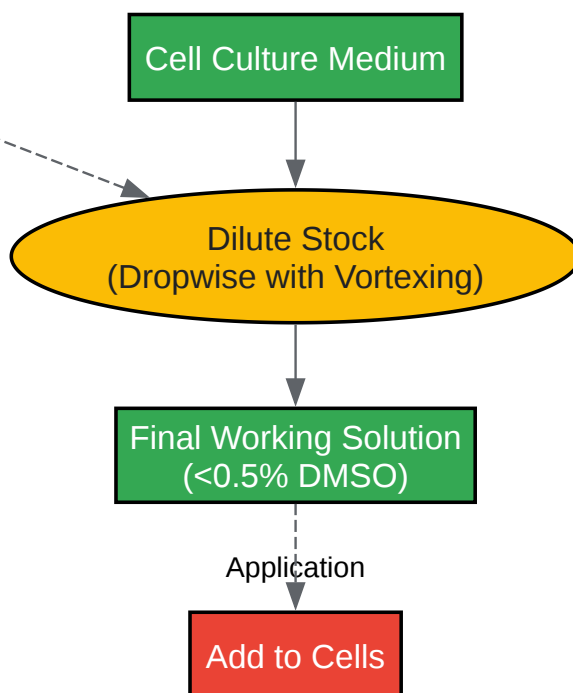 Cell Culture Medium
Dilute Stock
(Dropwise with Vortexing)
Final Working Solution
(<0.5% DMSO)
Application
Add to Cells